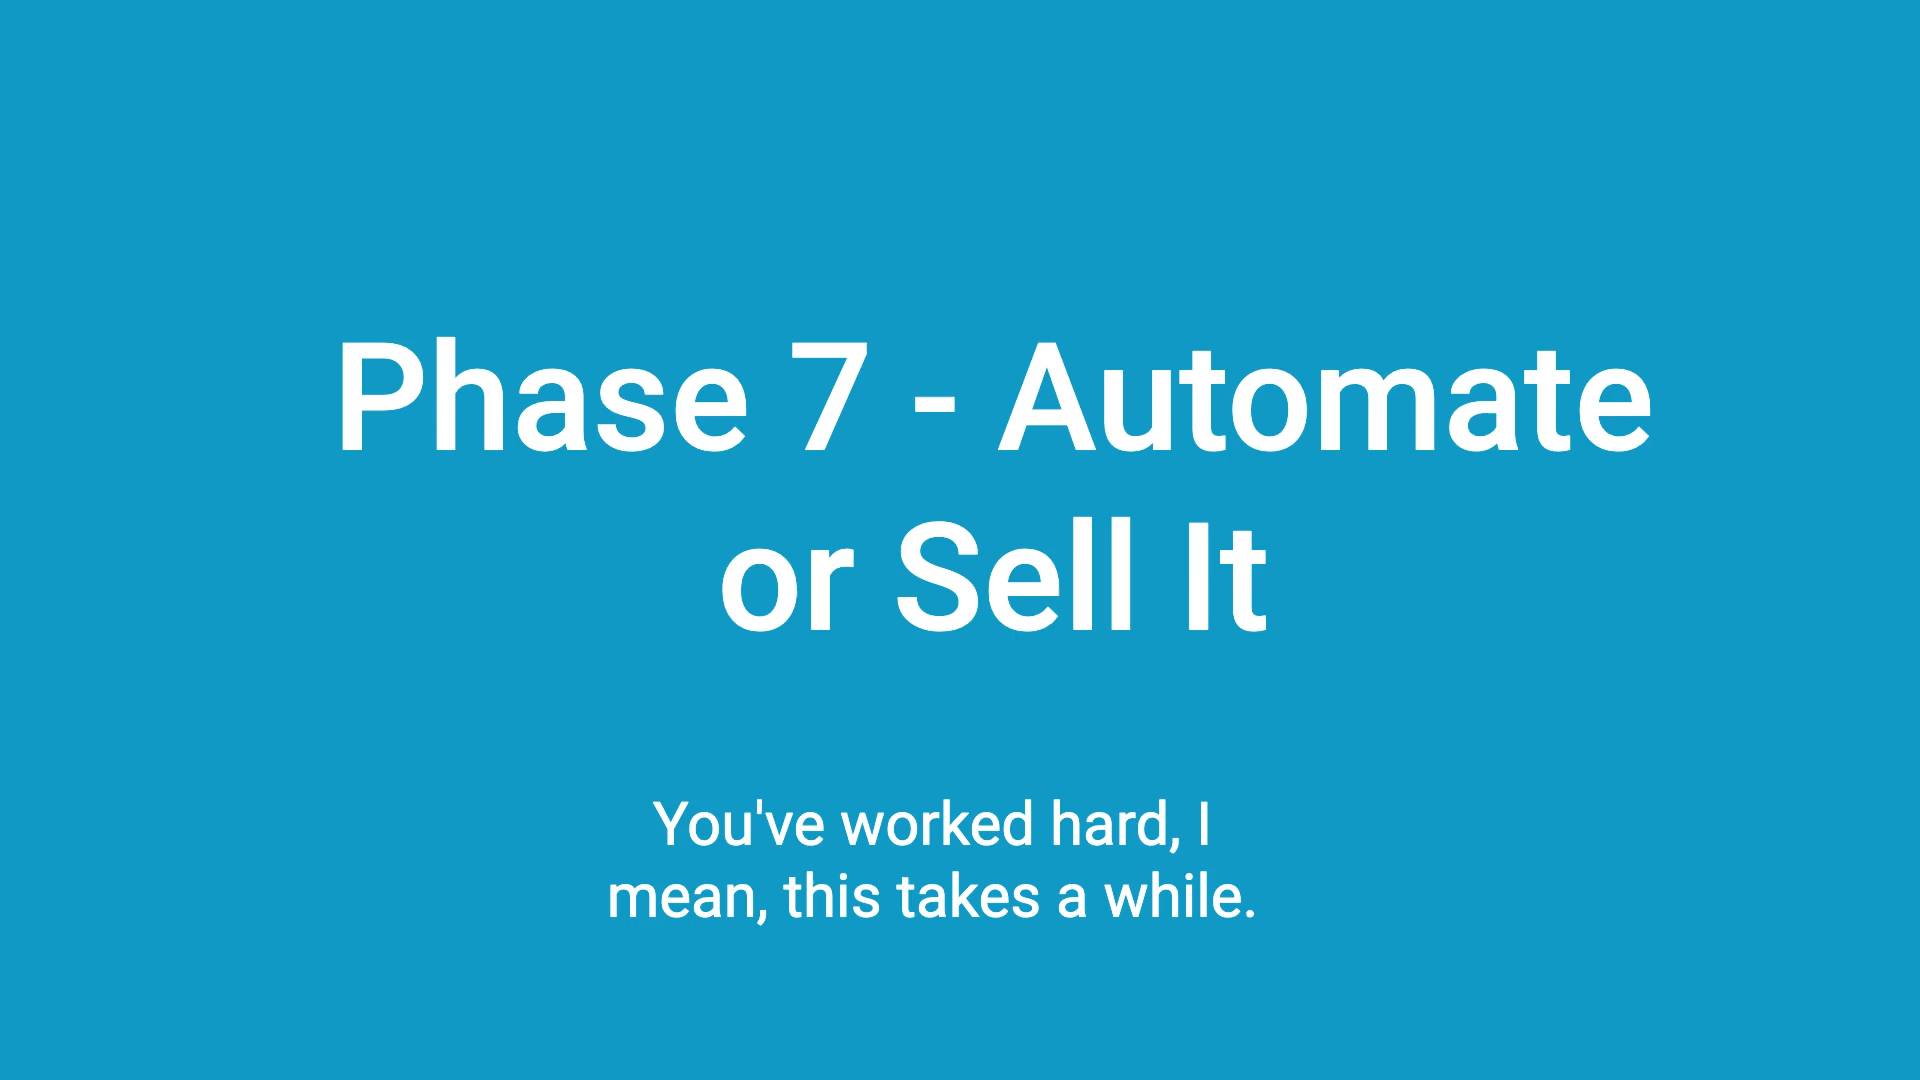 Phase 7 - Automate
or Sell It
You've worked hard, I
mean, this takes a while.